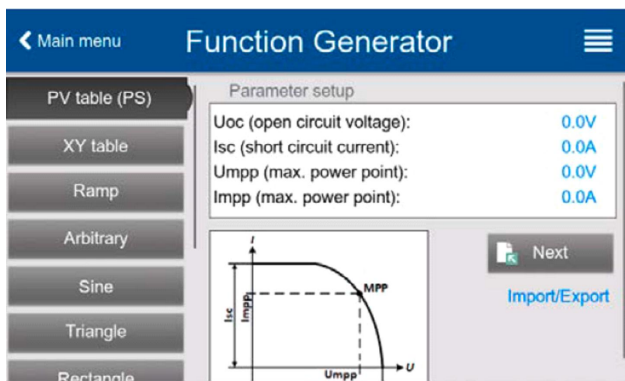 Main menu
Function Generator
PV table (PS)
XY table
Ramp
Arbitrary
Sine
Triangle
Rectangle
Parameter setup
Uoc (open circuit voltage): 0.0V
Isc (short circuit current): 0.0A
Umpp (max. power point): 0.0V
Impp (max. power point): 0.0A
I
Isc
Impp
MPP
Umpp
U
Next
Import/Export